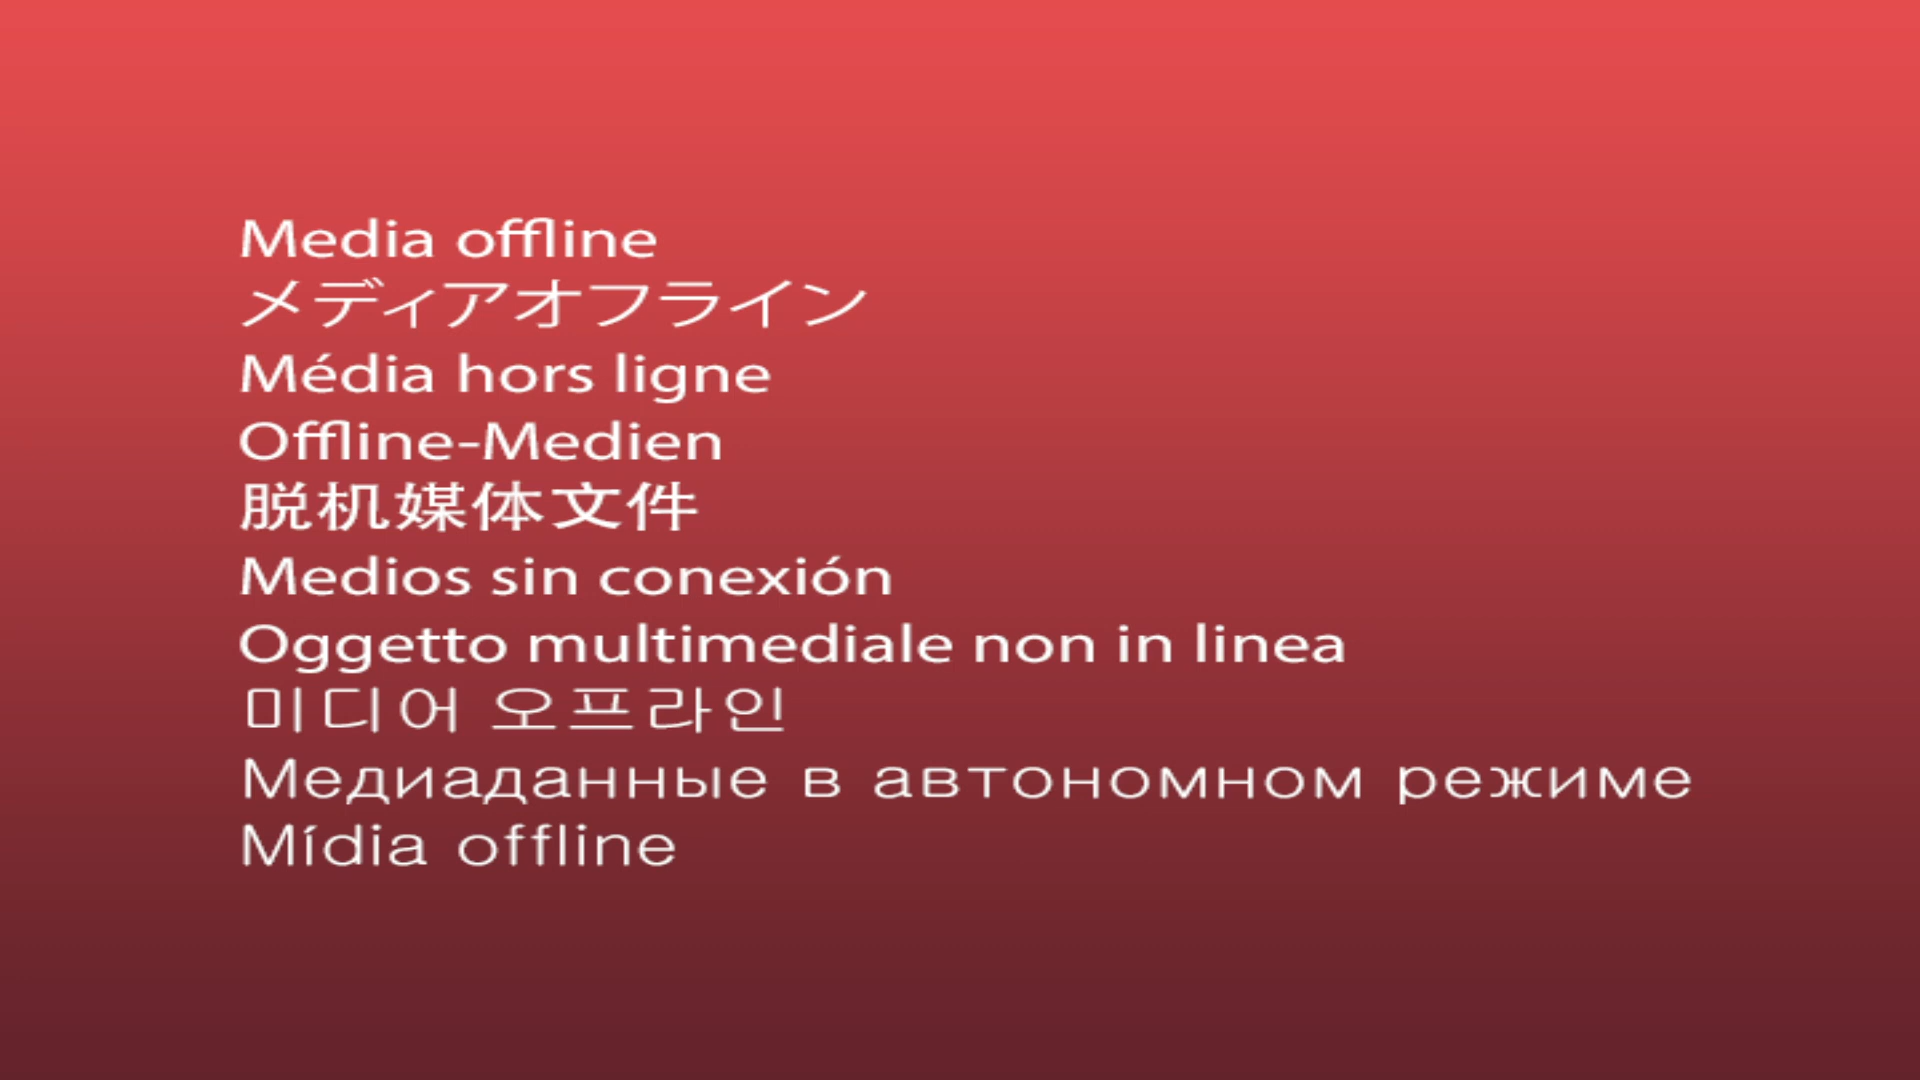 Media offline
メディアオフライン
Média hors ligne
Offline-Medien
脱机媒体文件
Medios sin conexión
Oggetto multimediale non in linea
미디어 오프라인
Медиаданные в автономном режиме
Mídia offline